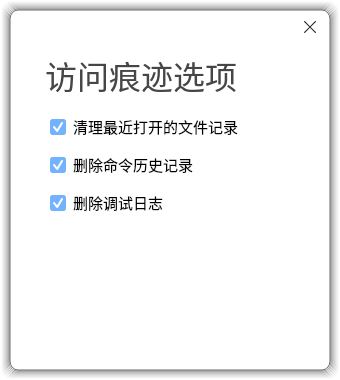 访问痕迹选项
清理最近打开的文件记录
删除命令历史记录
删除调试日志